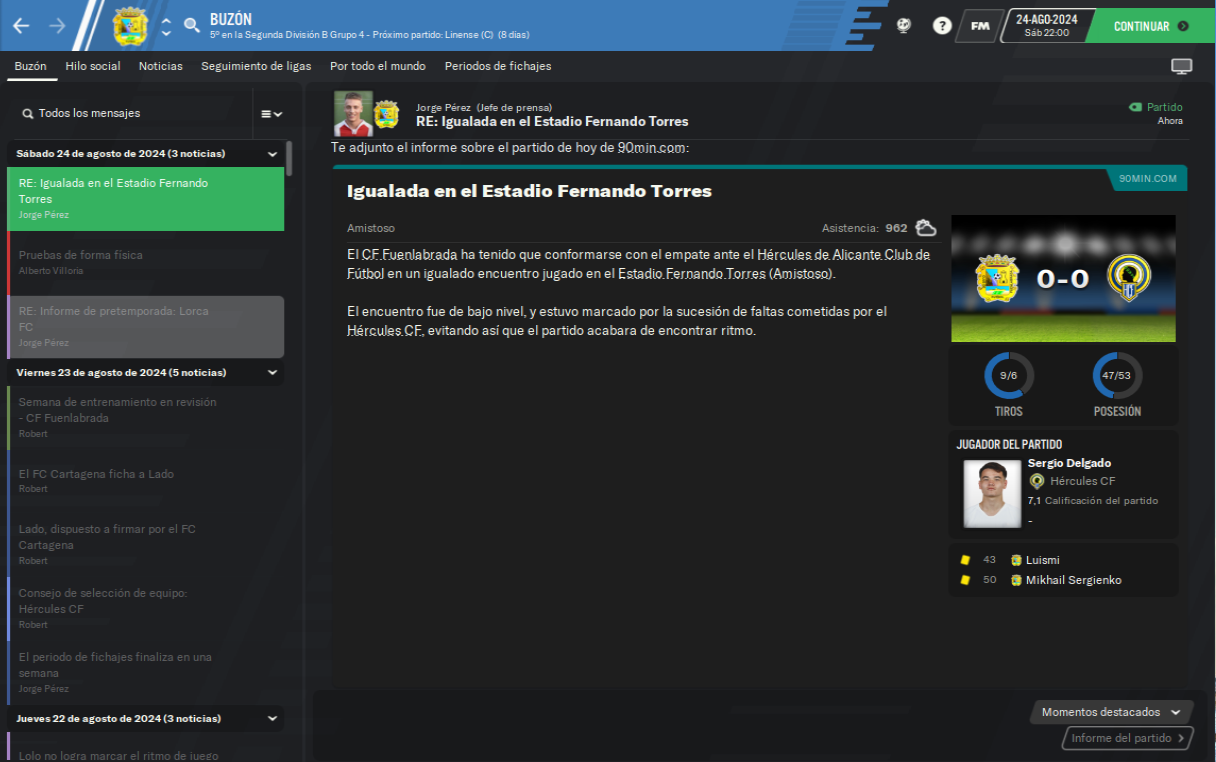 BUZÓN
5º en la Segunda División B Grupo 4 - Próximo partido: Linense (C) (8 días)
?
FM
24-AGO-2024
Sáb 22:00
CONTINUAR
Buzón
Hilo social
Noticias
Seguimiento de ligas
Por todo el mundo
Periodos de fichajes
Todos los mensajes
Sábado 24 de agosto de 2024 (3 noticias)
RE: Igualada en el Estadio Fernando
Torres
Jorge Pérez
Pruebas de forma física
Alberto Villoria
RE: Informe de pretemporada: Lorca
FC
Jorge Pérez
Viernes 23 de agosto de 2024 (5 noticias)
Semana de entrenamiento en revisión
- CF Fuenlabrada
Robert
El FC Cartagena ficha a Lado
Robert
Lado, dispuesto a firmar por el FC
Cartagena
Robert
Consejo de selección de equipo:
Hércules CF
Robert
El periodo de fichajes finaliza en una
semana
Jorge Pérez
Jueves 22 de agosto de 2024 (3 noticias)
Lolo no logra marcar el ritmo de juego
Jorge Pérez (Jefe de prensa)
RE: Igualada en el Estadio Fernando Torres
Partido
Ahora
Te adjunto el informe sobre el partido de hoy de 90min.com:
90MIN.COM
Igualada en el Estadio Fernando Torres
Amistoso
Asistencia: 962
El CF Fuenlabrada ha tenido que conformarse con el empate ante el Hércules de Alicante Club de
Fútbol en un igualado encuentro jugado en el Estadio Fernando Torres (Amistoso).
El encuentro fue de bajo nivel, y estuvo marcado por la sucesión de faltas cometidas por el
Hércules CF, evitando así que el partido acabara de encontrar ritmo.
0-0
9/6
47/53
TIROS
POSESIÓN
JUGADOR DEL PARTIDO
Sergio Delgado
Hércules CF
7,1 Calificación del partido
-
43 Luismi
50 Mikhail Sergienko
Momentos destacados
Informe del partido